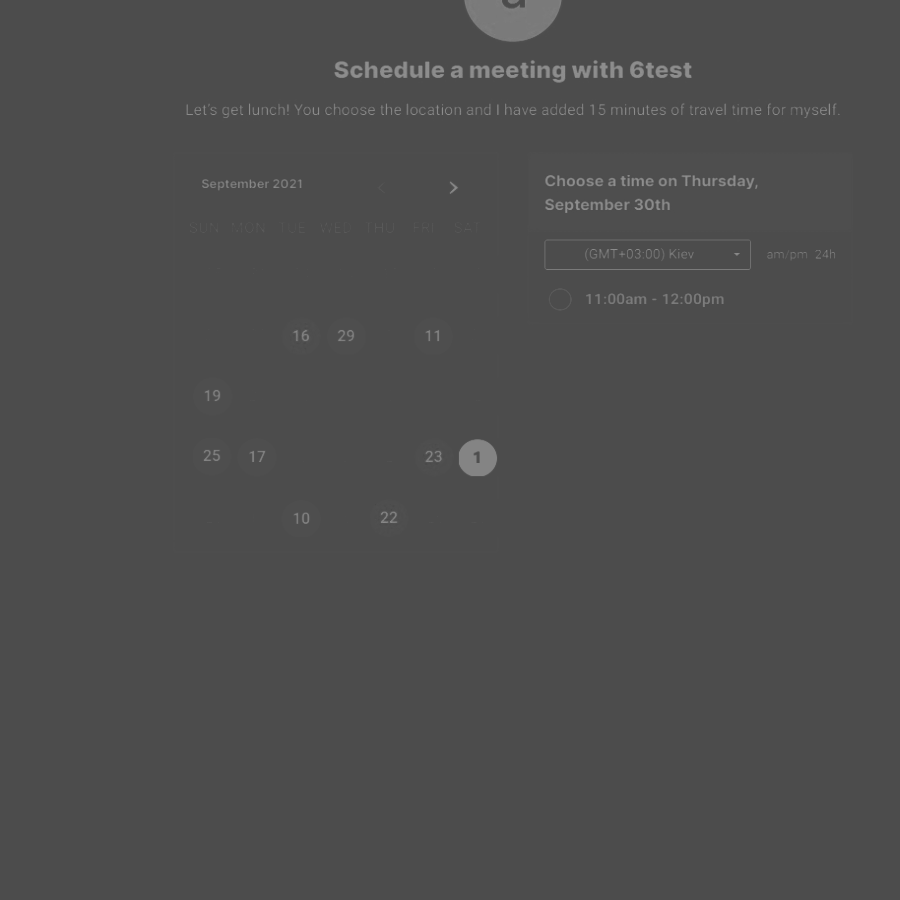 a
Schedule a meeting with 6test
Let's get lunch! You choose the location and I have added 15 minutes of travel time for myself.
September 2021
SUN MON TUE WED THU FRI SAT
16 29 11
19
25 17 23 1
10 22
Choose a time on Thursday,
September 30th
(GMT+03:00) Kiev am/pm 24h
11:00am - 12:00pm